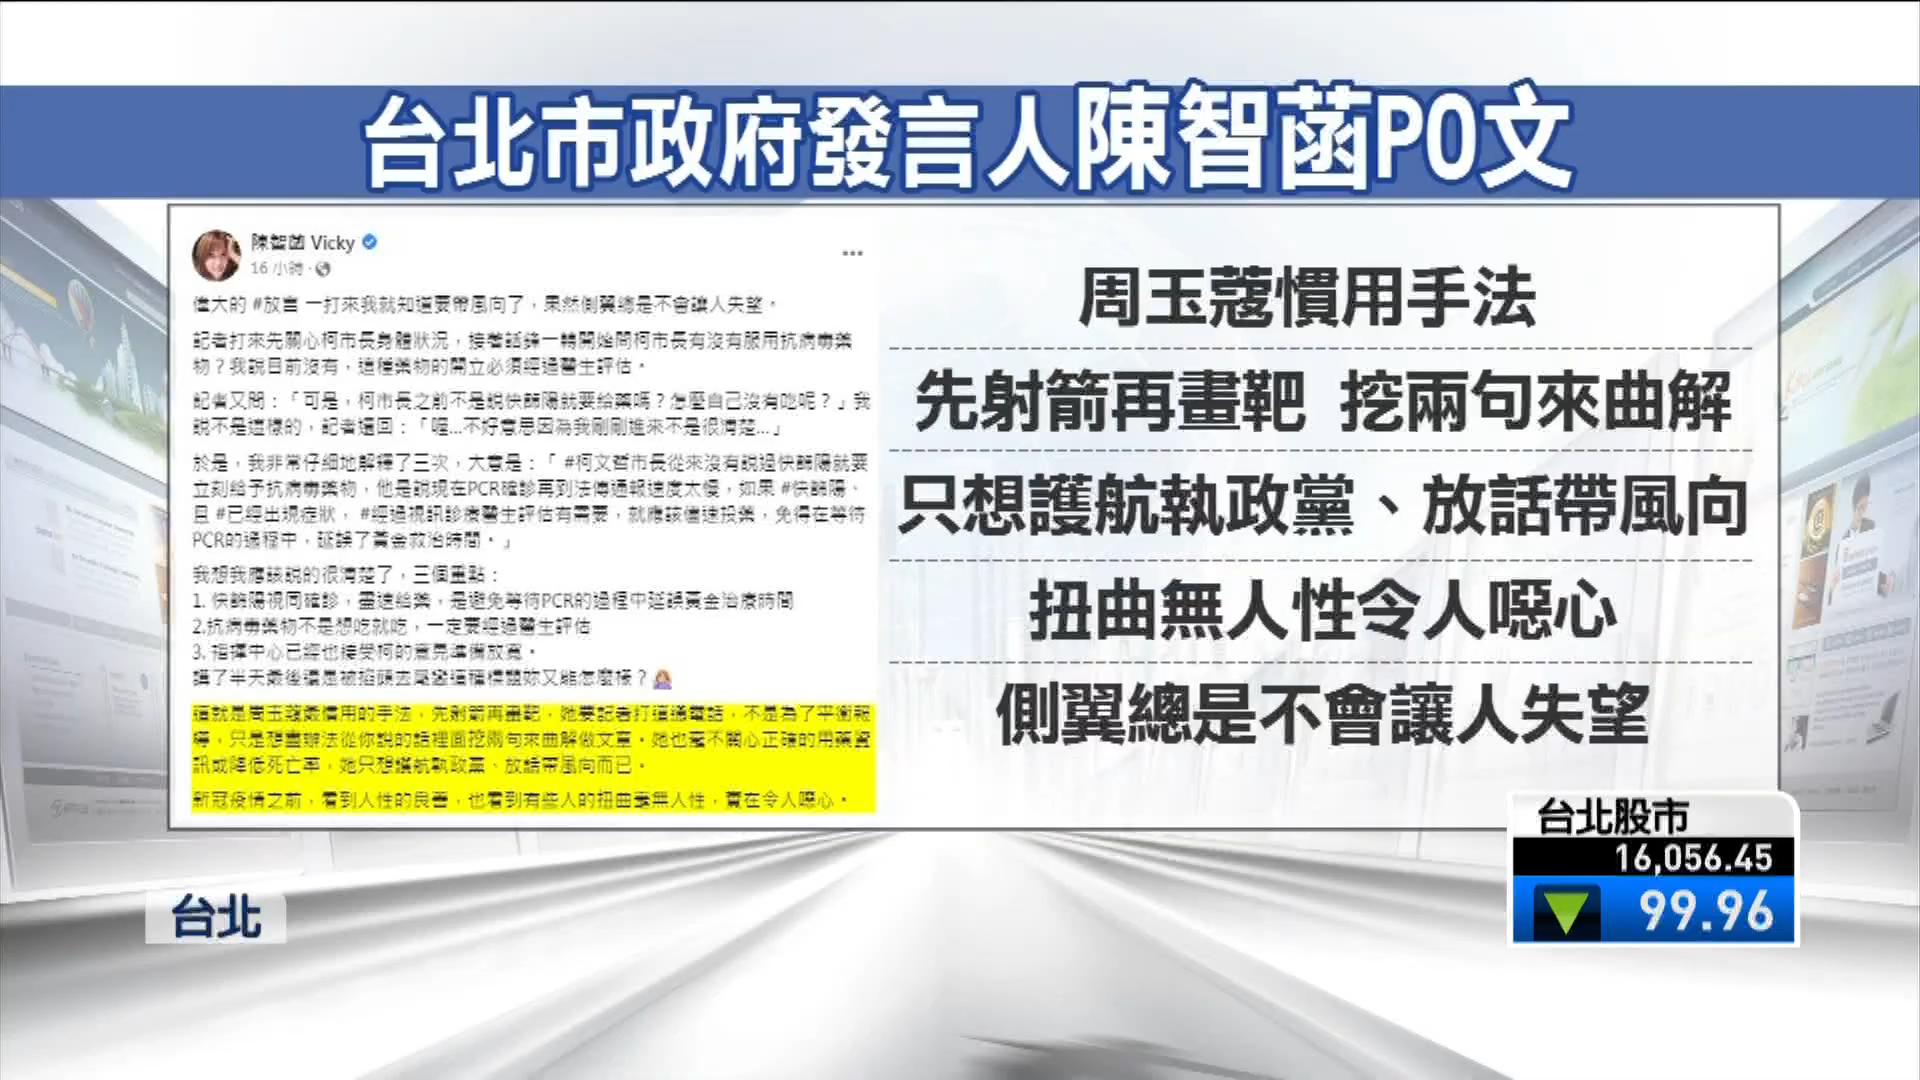 台北市政府發言人陳智菡PO文
陳智菡 Vicky
16 小時
偉大的 #放言 一打來我就知道要帶風向了，果然側翼總是不會讓人失望。
記者打來先關心柯市長身體狀況，接著話鋒一轉開始問柯市長有沒有服用抗病毒藥
物？我說目前沒有，這種藥物的開立必須經過醫生評估。
記者又問：「可是，柯市長之前不是說快篩陽就要給藥嗎？怎麼自己沒有吃呢？」我
說不是這樣的，記者還回：「喔...不好意思因為我剛剛進來不是很清楚...」
於是，我非常仔細地解釋了三次，大意是：「 #柯文哲市長從來沒有說過快篩陽就要
立刻給予抗病毒藥物，他是說現在PCR確診再到法傳通報速度太慢，如果 #快篩陽、
且 #已經出現症狀， #經過視訊診療醫生評估有需要，就應該儘速投藥，免得在等待
PCR的過程中，延誤了黃金救治時間。」
我想我應該說的很清楚了，三個重點：
1. 快篩陽視同確診，盡速給藥，是避免等待PCR的過程中延誤黃金治療時間
2.抗病毒藥物不是想吃就吃，一定要經過醫生評估
3. 指揮中心已經也接受柯的意見準備放寬。
講了半天最後還是被掐頭去尾變這種標題妳又能怎麼樣？
這就是周玉蔻最慣用的手法，先射箭再畫靶，她要記者打這通電話，不是為了平衡報
導，只是想盡辦法從你說的話裡面挖兩句來曲解做文章。她也毫不關心正確的用藥資
訊或降低死亡率，她只想護航執政黨、放話帶風向而已。
新冠疫情之前，看到人性的良善，也看到有些人的扭曲毫無人性，實在令人噁心。
周玉蔻慣用手法
先射箭再畫靶 挖兩句來曲解
只想護航執政黨、放話帶風向
扭曲無人性令人噁心
側翼總是不會讓人失望
台北股市
16,056.45
99.96
台北